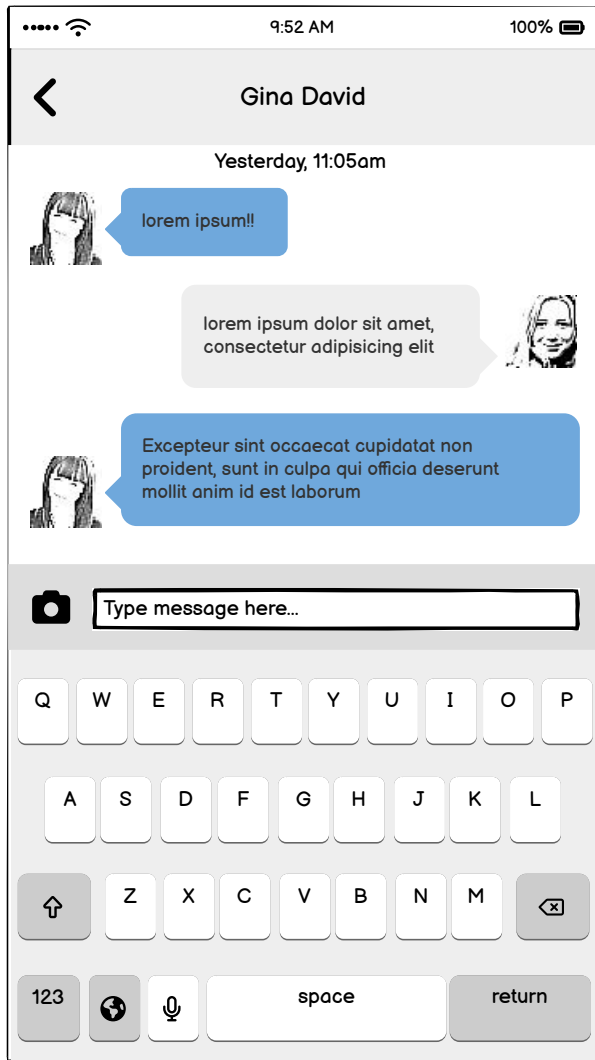 9:52 AM 100%
Gina David
Yesterday, 11:05am
lorem ipsum!!
lorem ipsum dolor sit amet,
consectetur adipisicing elit
Excepteur sint occaecat cupidatat non
proident, sunt in culpa qui officia deserunt
mollit anim id est laborum
Type message here...
Q W E R T Y U I O P
A S D F G H J K L
Z X C V B N M
123 space return